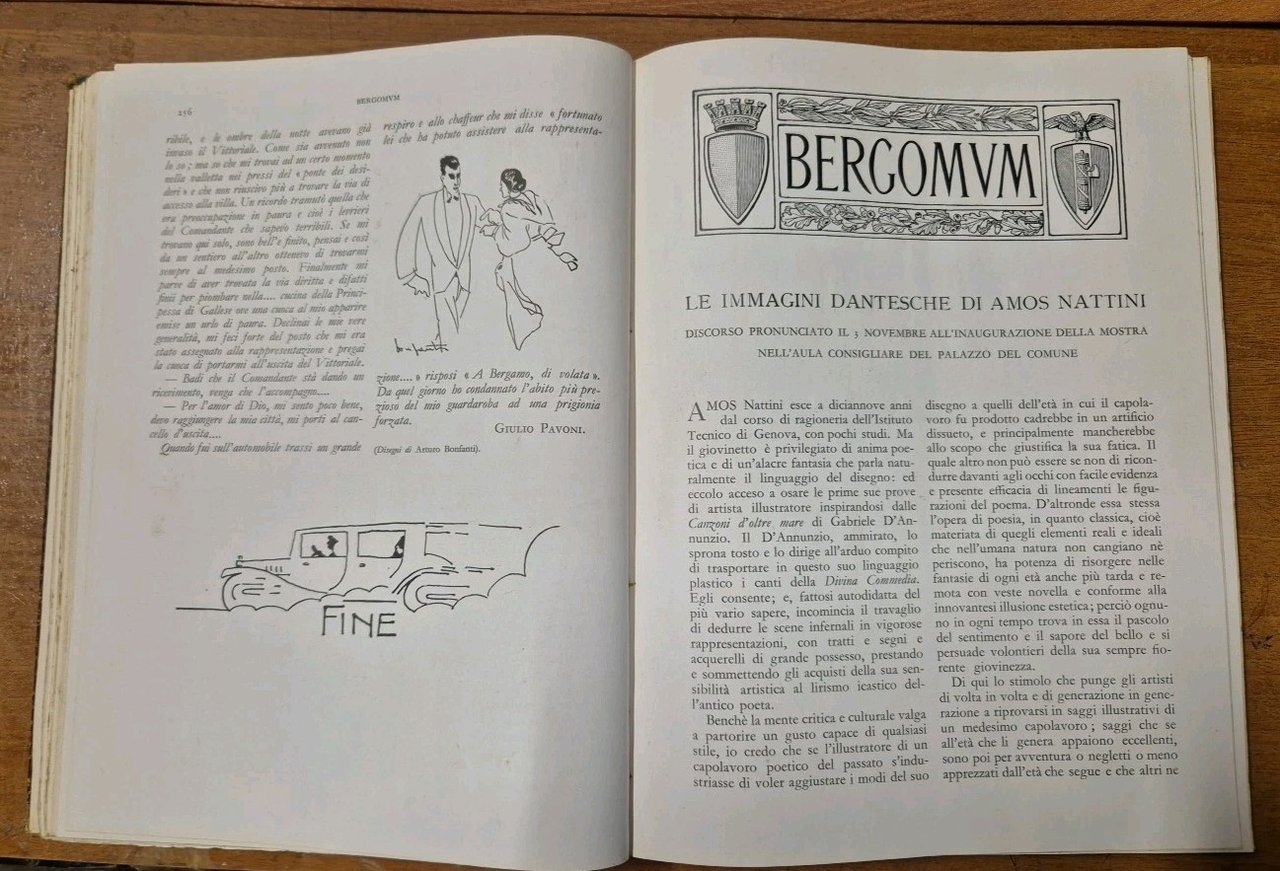 256
BERGOMVM
ribile, e le ombre della notte avevano già
invaso il Vittoriale. Come sia avvenuto non
lo so ; ma so che mi trovai ad un certo momento
nella valletta nei pressi del « ponte dei desi-
deri » e che non riuscivo più a trovare la via di
accesso alla villa. Un ricordo tramutò quella che
era preoccupazione in paura e cioè i levrieri
del Comandante che sapevo terribili. Se mi
trovano qui solo, sono bell'e finito, pensai e così
da un sentiero all'altro ottenevo di trovarmi
sempre al medesimo posto. Finalmente mi
parve di aver trovata la via diritta e difatti
finii per piombare nella.... cucina della Princi-
pessa di Gallese ove una cuoca al mio apparire
emise un urlo di paura. Declinai le mie vere
generalità, mi feci forte del posto che mi era
stato assegnato alla rappresentazione e pregai
la cuoca di portarmi all'uscita del Vittoriale.
— Badi che il Comandante stà dando un
ricevimento, venga che l'accompagno....
— Per l'amor di Dio, mi sento poco bene,
devo raggiungere la mia città, mi porti al can-
cello d'uscita....
Quando fui sull'automobile trassi un grande
respiro e allo chaffeur che mi disse « fortunato
lei che ha potuto assistere alla rappresenta-
zione.... » risposi « A Bergamo, di volata ».
Da quel giorno ho condannato l'abito più pre-
zioso del mio guardaroba ad una prigionia
forzata.
GIULIO PAVONI.
(Disegni di Arturo Bonfanti).
FINE
BERGOMVM
LE IMMAGINI DANTESCHE DI AMOS NATTINI
DISCORSO PRONUNCIATO IL 3 NOVEMBRE ALL'INAUGURAZIONE DELLA MOSTRA
NELL'AULA CONSIGLIARE DEL PALAZZO DEL COMUNE
AMOS Nattini esce a diciannove anni
dal corso di ragioneria dell'Istituto
Tecnico di Genova, con pochi studi. Ma
il giovinetto è privilegiato di anima poe-
tica e di un'alacre fantasia che parla natu-
ralmente il linguaggio del disegno: ed
eccolo acceso a osare le prime sue prove
di artista illustratore inspirandosi dalle
Canzoni d'oltre mare di Gabriele D'An-
nunzio. Il D'Annunzio, ammirato, lo
sprona tosto e lo dirige all'arduo compito
di trasportare in questo suo linguaggio
plastico i canti della Divina Commedia.
Egli consente; e, fattosi autodidatta del
più vario sapere, incomincia il travaglio
di dedurre le scene infernali in vigorose
rappresentazioni, con tratti e segni e
acquerelli di grande possesso, prestando
e sommettendo gli acquisti della sua sen-
sibilità artistica al lirismo icastico del-
l'antico poeta.
Benchè la mente critica e culturale valga
a partorire un gusto capace di qualsiasi
stile, io credo che se l'illustratore di un
capolavoro poetico del passato s'indu-
striasse di voler aggiustare i modi del suo
disegno a quelli dell'età in cui il capola-
voro fu prodotto cadrebbe in un artificio
dissueto, e principalmente mancherebbe
allo scopo che giustifica la sua fatica. Il
quale altro non può essere se non di ricon-
durre davanti agli occhi con facile evidenza
e presente efficacia di lineamenti le figu-
razioni del poema. D'altronde essa stessa
l'opera di poesia, in quanto classica, cioè
materiata di quegli elementi reali e ideali
che nell'umana natura non cangiano nè
periscono, ha potenza di risorgere nelle
fantasie di ogni età anche più tarda e re-
mota con veste novella e conforme alla
innovantesi illusione estetica; perciò ognu-
no in ogni tempo trova in essa il pascolo
del sentimento e il sapore del bello e si
persuade volontieri della sua sempre fio-
rente giovinezza.
Di qui lo stimolo che punge gli artisti
di volta in volta e di generazione in gene-
razione a riprovarsi in saggi illustrativi di
un medesimo capolavoro ; saggi che se
all'età che li genera appaiono eccellenti,
sono poi per avventura o negletti o meno
apprezzati dall'età che segue e che altri ne